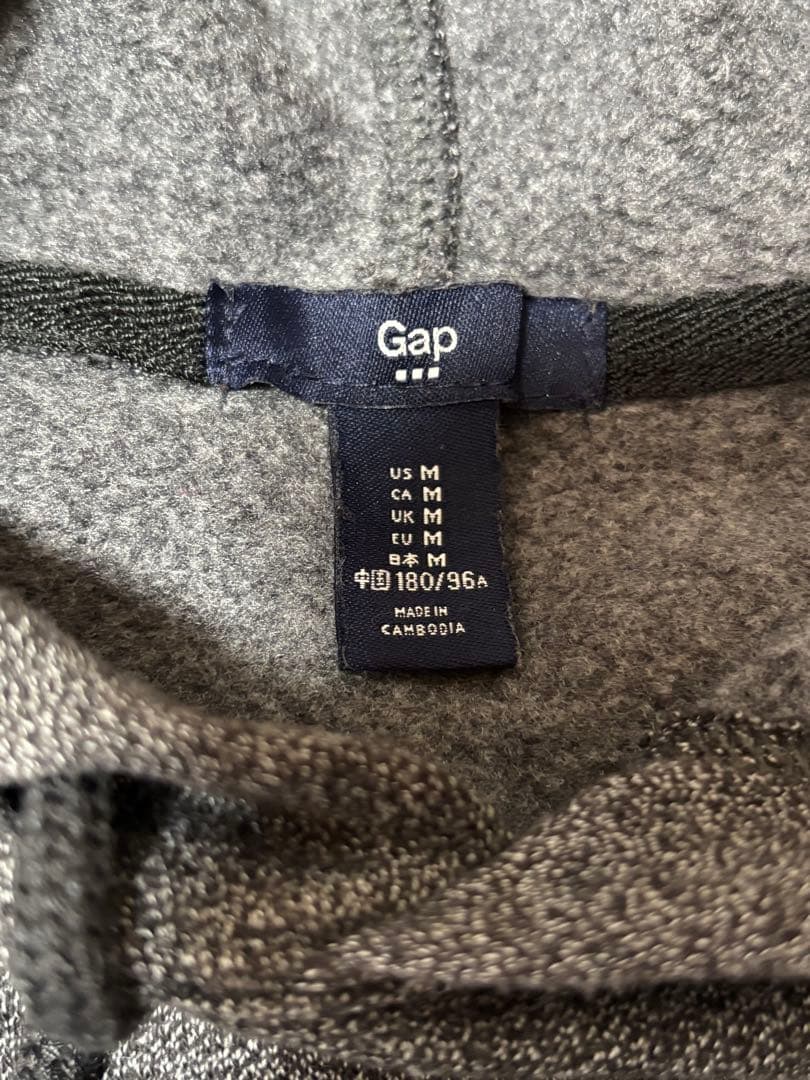 Gap
US M
CA M
UK M
EU M
日本 M
中国 180/96A
MADE IN
CAMBODIA